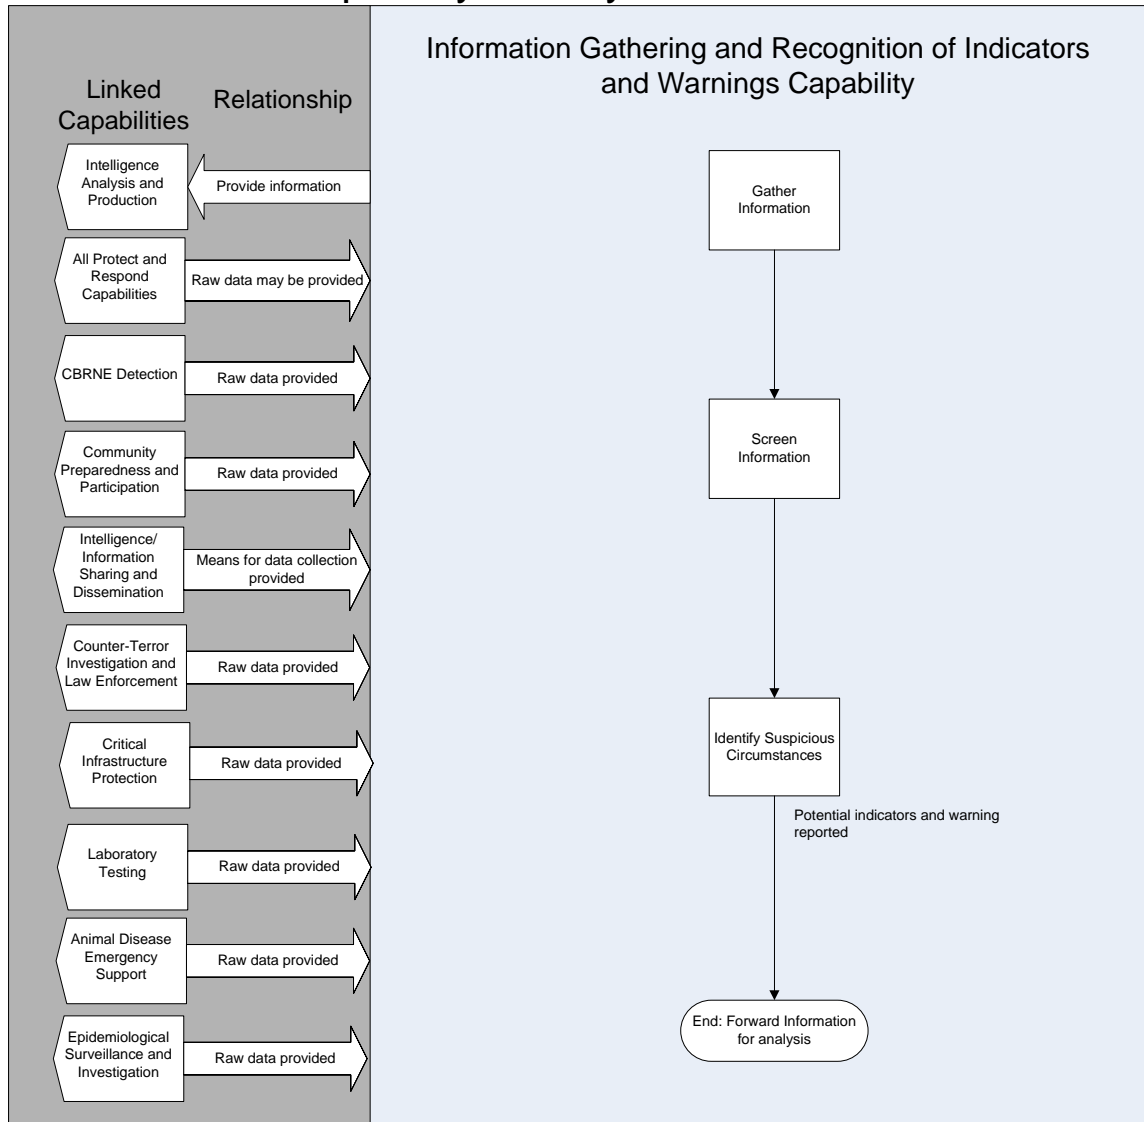 Information Gathering and Recognition of Indicators
and Warnings Capability
Linked
Capabilities
Relationship
Intelligence
Analysis and
Production
Provide information
All Protect and
Respond
Capabilities
Raw data may be provided
CBRNE Detection
Raw data provided
Community
Preparedness and
Participation
Raw data provided
Intelligence/
Information
Sharing and
Dissemination
Means for data collection
provided
Counter-Terror
Investigation and
Law Enforcement
Raw data provided
Critical
Infrastructure
Protection
Raw data provided
Laboratory
Testing
Raw data provided
Animal Disease
Emergency
Support
Raw data provided
Epidemiological
Surveillance and
Investigation
Raw data provided
Gather
Information
Screen
Information
Identify Suspicious
Circumstances
Potential indicators and warning
reported
End: Forward Information
for analysis